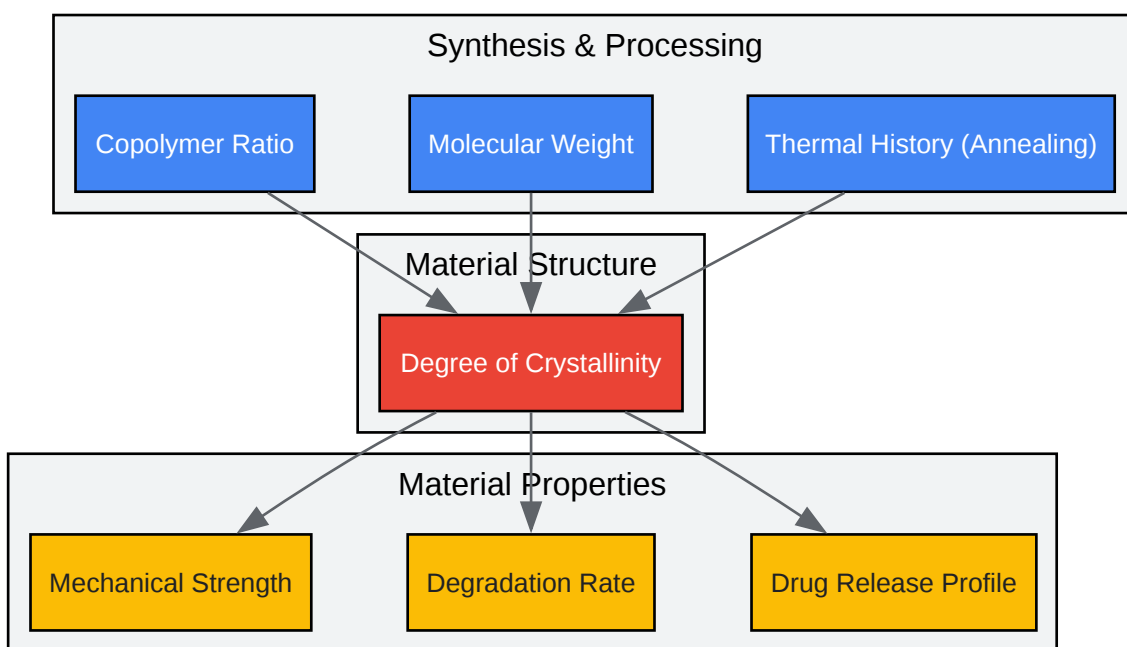 Synthesis & Processing
Copolymer Ratio
Molecular Weight
Thermal History (Annealing)
Material Structure
Degree of Crystallinity
Material Properties
Mechanical Strength
Degradation Rate
Drug Release Profile